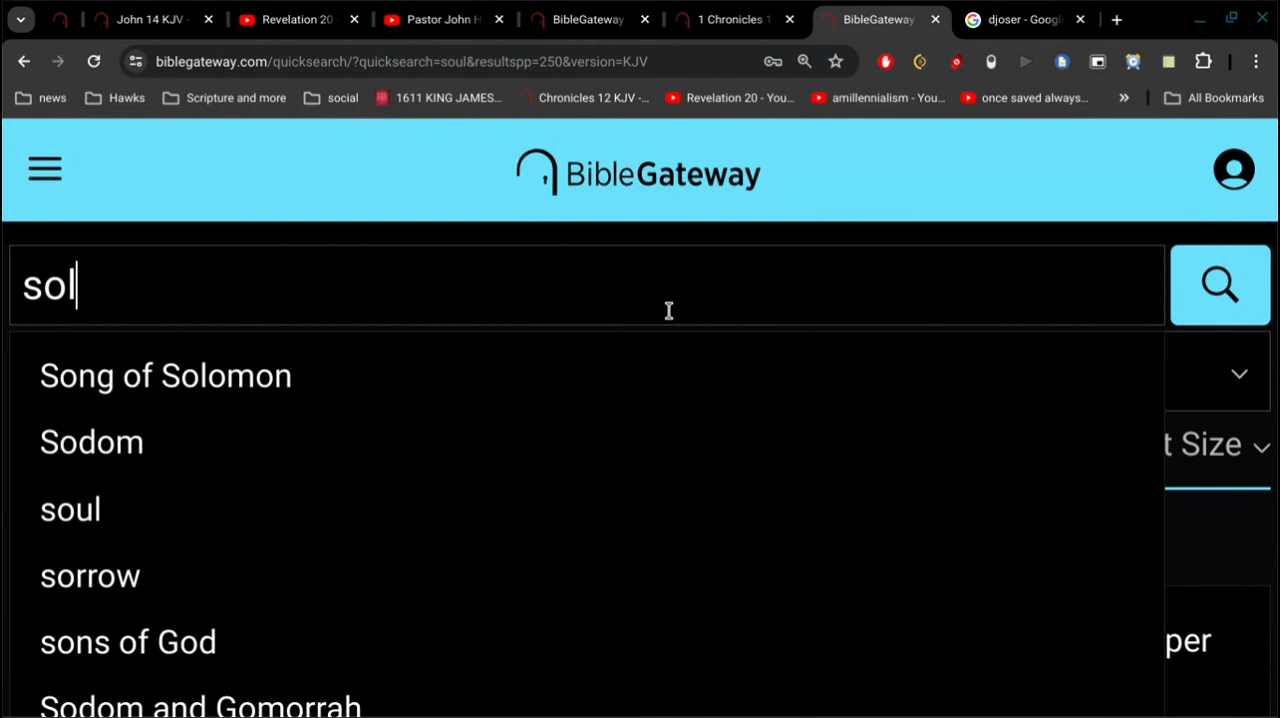 John 14 KJV -
Revelation 20
Pastor John H
BibleGateway
1 Chronicles 1
BibleGateway
djoser - Googl
biblegateway.com/quicksearch/?quicksearch=soul&resultspp=250&version=KJV
news
Hawks
Scripture and more
social
1611 KING JAMES...
Chronicles 12 KJV -...
Revelation 20 - You...
amillennialism - You...
once saved always...
»
All Bookmarks
BibleGateway
sol
Song of Solomon
Sodom
t Size
soul
sorrow
sons of God
per
Sodom and Gomorrah